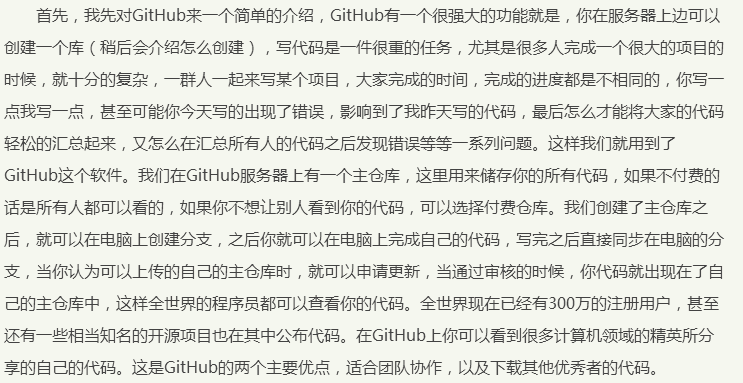 首先，我先对GitHub来一个简单的介绍，GitHub有一个很强大的功能就是，你在服务器上边可以
创建一个库（稍后会介绍怎么创建），写代码是一件很重的任务，尤其是很多人完成一个很大的项目的
时候，就十分的复杂，一群人一起来写某个项目，大家完成的时间，完成的进度都是不相同的，你写一
点我写一点，甚至可能你今天写的出现了错误，影响到了我昨天写的代码，最后怎么才能将大家的代码
轻松的汇总起来，又怎么在汇总所有人的代码之后发现错误等等一系列问题。这样我们就用到了
GitHub这个软件。我们在GitHub服务器上有一个主仓库，这里用来储存你的所有代码，如果不付费的
话是所有人都可以看的，如果你不想让别人看到你的代码，可以选择付费仓库。我们创建了主仓库之
后，就可以在电脑上创建分支，之后你就可以在电脑上完成自己的代码，写完之后直接同步在电脑的分
支，当你认为可以上传的自己的主仓库时，就可以申请更新，当通过审核的时候，你代码就出现在了自
己的主仓库中，这样全世界的程序员都可以查看你的代码。全世界现在已经有300万的注册用户，甚至
还有一些相当知名的开源项目也在其中公布代码。在GitHub上你可以看到很多计算机领域的精英所分
享的自己的代码。这是GitHub的两个主要优点，适合团队协作，以及下载其他优秀者的代码。